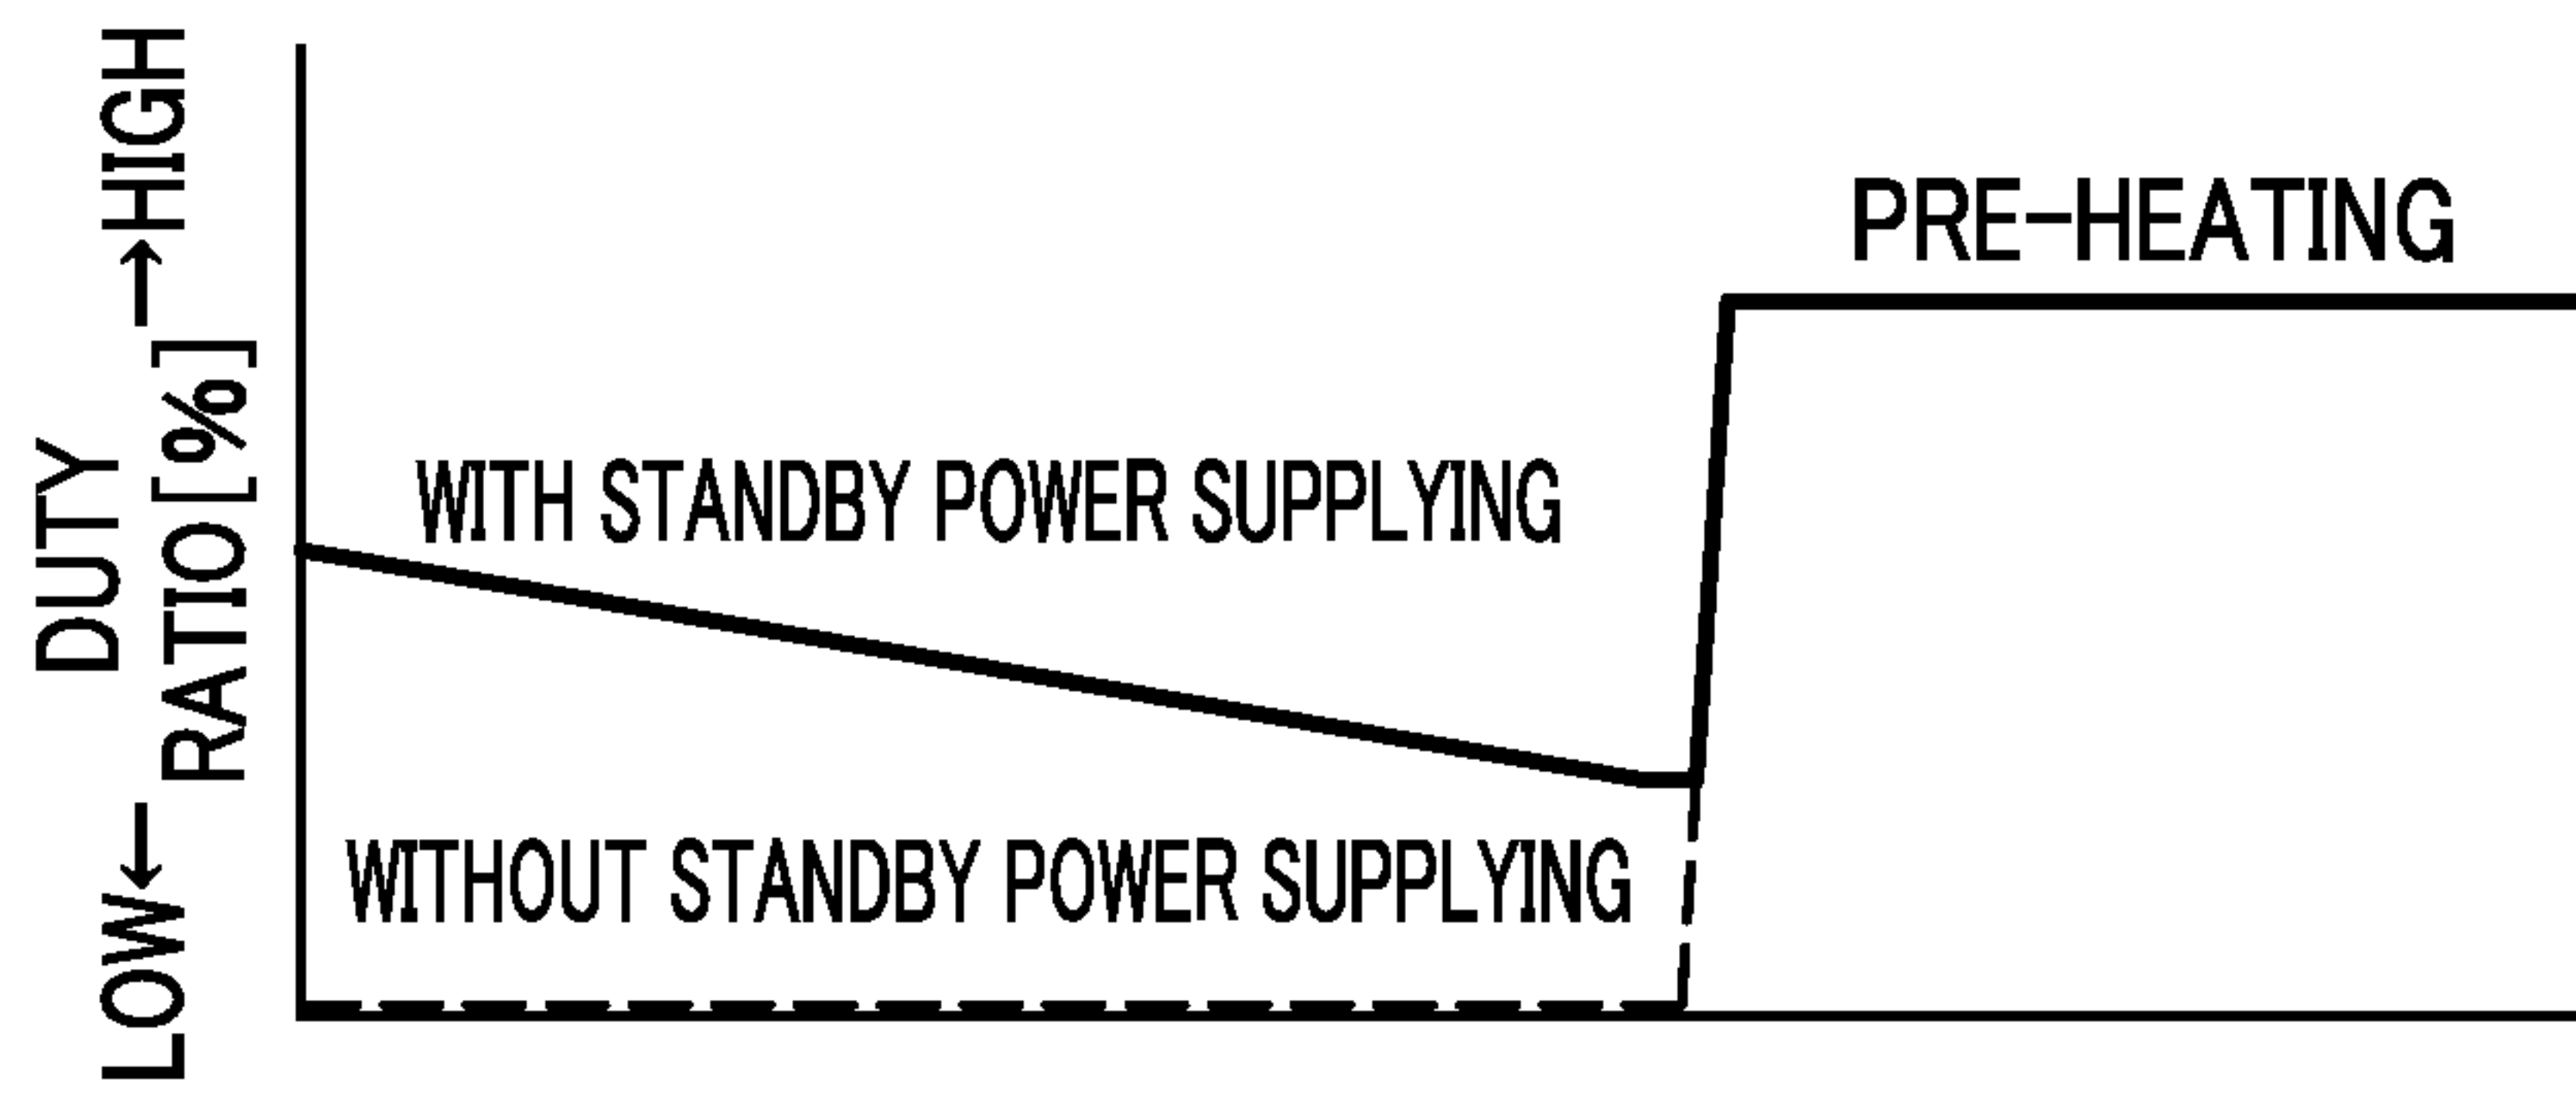 LOW←DUTY RATIO[%]→HIGH
PRE-HEATING
WITH STANDBY POWER SUPPLYING
WITHOUT STANDBY POWER SUPPLYING